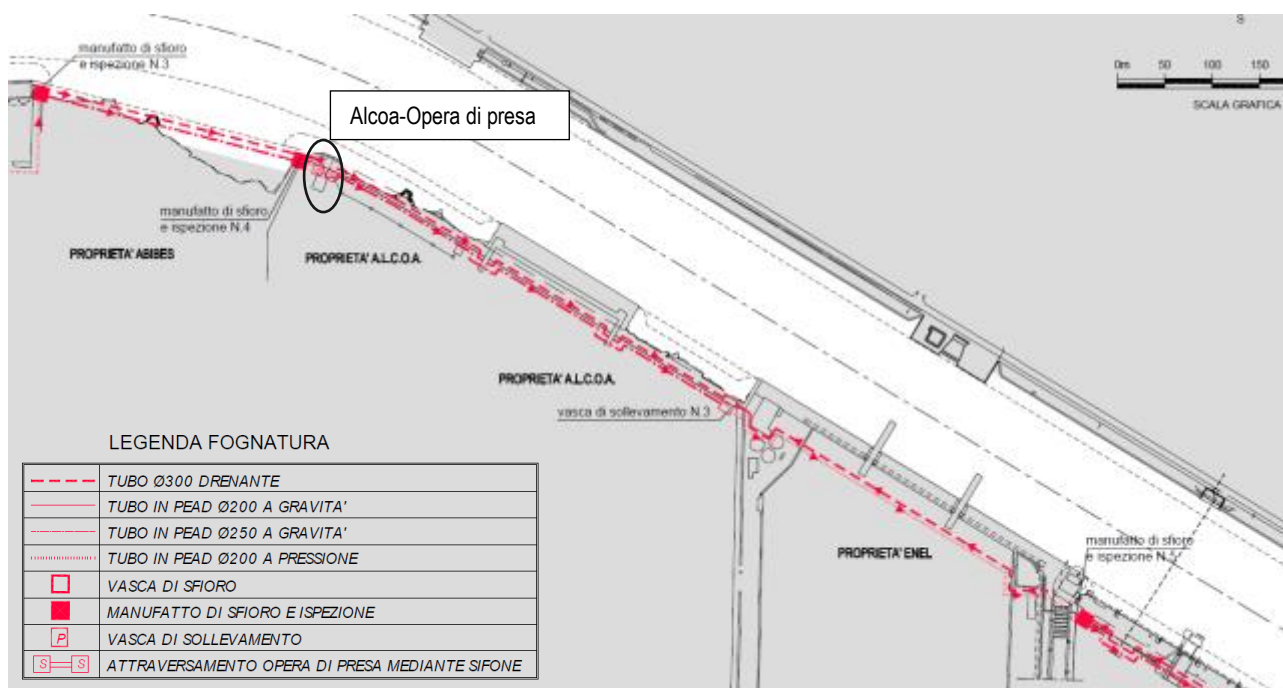 S
manufatto di sfioro
e ispezione N.3
0m 50 100 150
SCALA GRAFICA
Alcoa-Opera di presa
manufatto di sfioro
e ispezione N.4
PROPRIETA' ABIBES
PROPRIETA' A.L.C.O.A.
PROPRIETA' A.L.C.O.A.
vasca di sollevamento N.3
manufatto di sfioro
e ispezione N.5
PROPRIETA' ENEL
LEGENDA FOGNATURA
TUBO Ø300 DRENANTE
TUBO IN PEAD Ø200 A GRAVITA'
TUBO IN PEAD Ø250 A GRAVITA'
TUBO IN PEAD Ø200 A PRESSIONE
VASCA DI SFIORO
MANUFATTO DI SFIORO E ISPEZIONE
P VASCA DI SOLLEVAMENTO
S S ATTRAVERSAMENTO OPERA DI PRESA MEDIANTE SIFONE